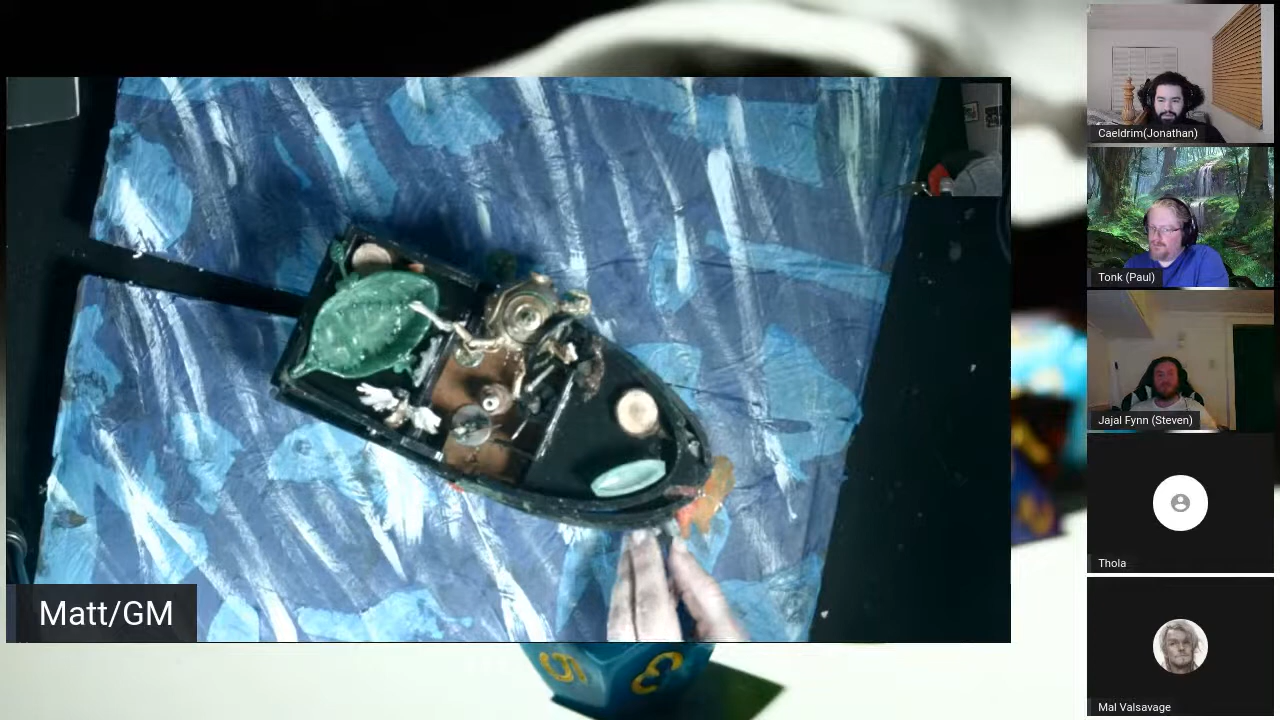 Matt/GM
Caeldrim(Jonathan)
Tonk (Paul)
Jajal Fynn (Steven)
Thola
Mal Valsavage